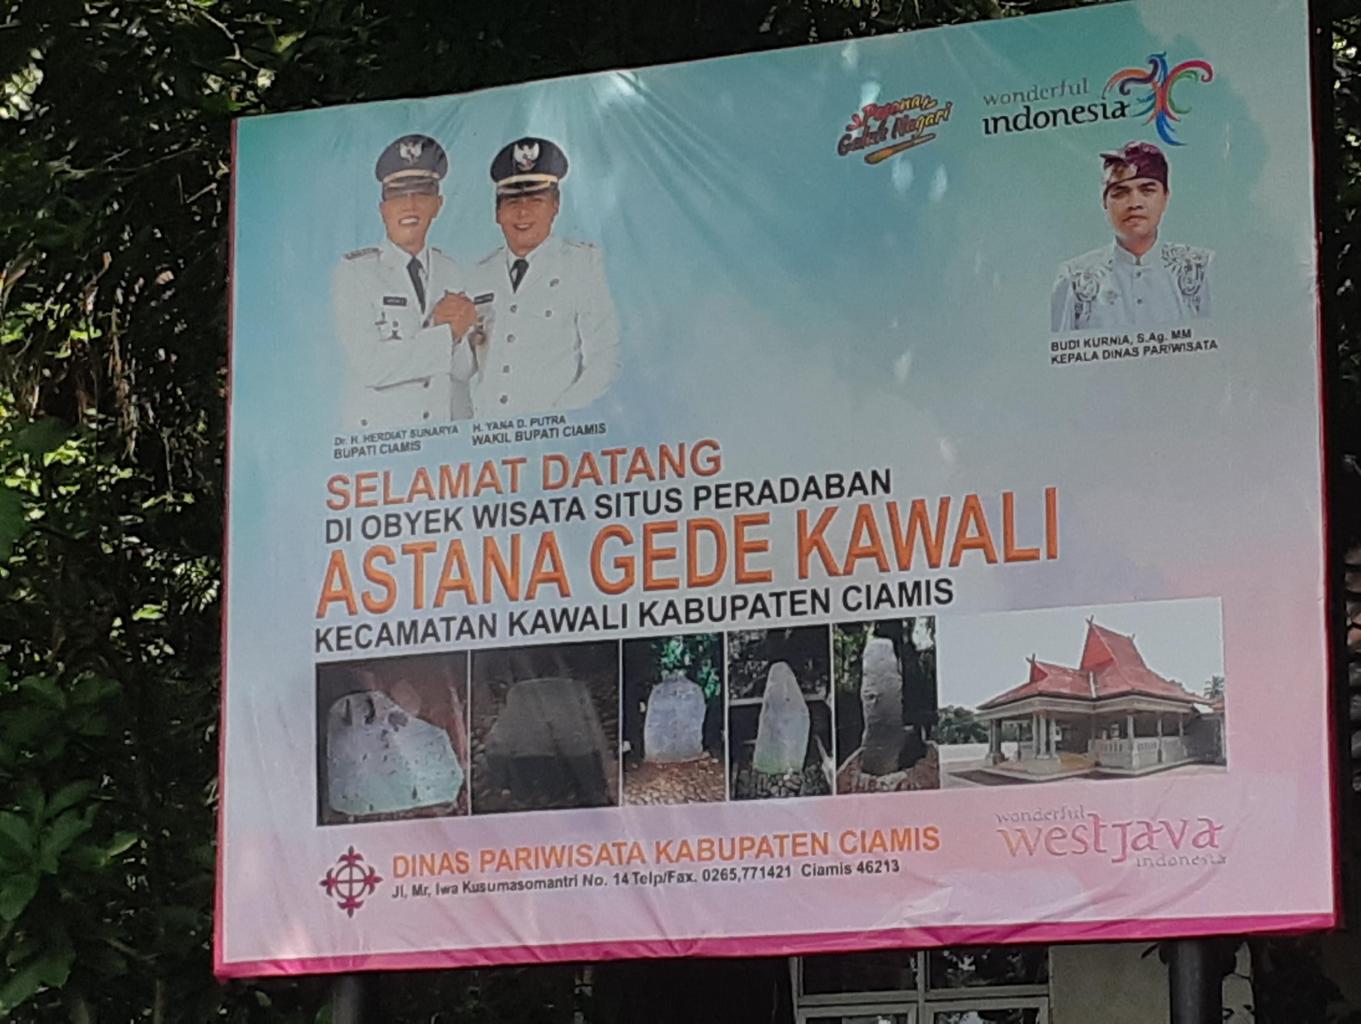 Pesona
Galuh Nagari
wonderful
indonesia
BUDI KURNIA, S.Ag, MM
KEPALA DINAS PARIWISATA
Dr. H. HERDIAT SUNARYA
BUPATI CIAMIS
H. YANA D. PUTRA
WAKIL BUPATI CIAMIS
SELAMAT DATANG
DI OBYEK WISATA SITUS PERADABAN
ASTANA GEDE KAWALI
KECAMATAN KAWALI KABUPATEN CIAMIS
DINAS PARIWISATA KABUPATEN CIAMIS
Jl, Mr, Iwa Kusumasomantri No. 14 Telp/Fax. 0265,771421 Ciamis 46213
wonderful
westjava
indonesia